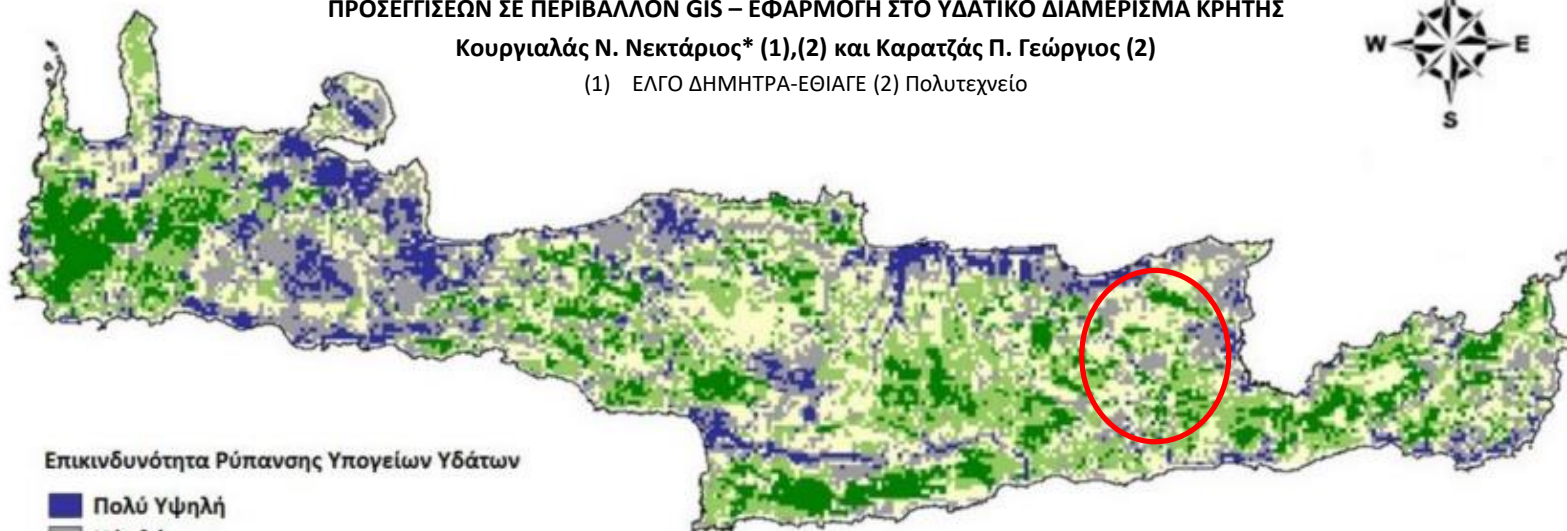 ΠΡΟΣΕΓΓΙΣΕΩΝ ΣΕ ΠΕΡΙΒΑΛΛΟΝ GIS – ΕΦΑΡΜΟΓΗ ΣΤΟ ΥΔΑΤΙΚΟ ΔΙΑΜΕΡΙΣΜΑ ΚΡΗΤΗΣ
Κουργιαλάς Ν. Νεκτάριος* (1),(2) και Καρατζάς Π. Γεώργιος (2)
(1) ΕΛΓΟ ΔΗΜΗΤΡΑ-ΕΘΙΑΓΕ (2) Πολυτεχνείο
W E
S
Επικινδυνότητα Ρύπανσης Υπογείων Υδάτων
Πολύ Υψηλή